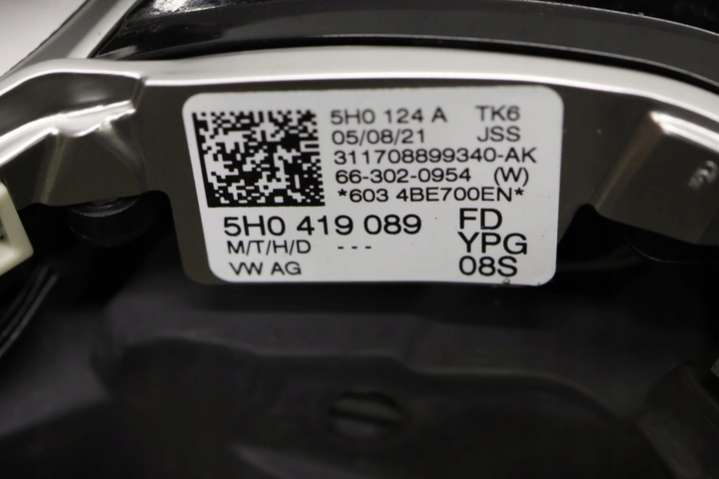 5H0 124 A TK6
05/08/21 JSS
311708899340-AK
66-302-0954 (W)
*603 4BE700EN*
5H0 419 089 FD
M/T/H/D --- YPG
VW AG 08S